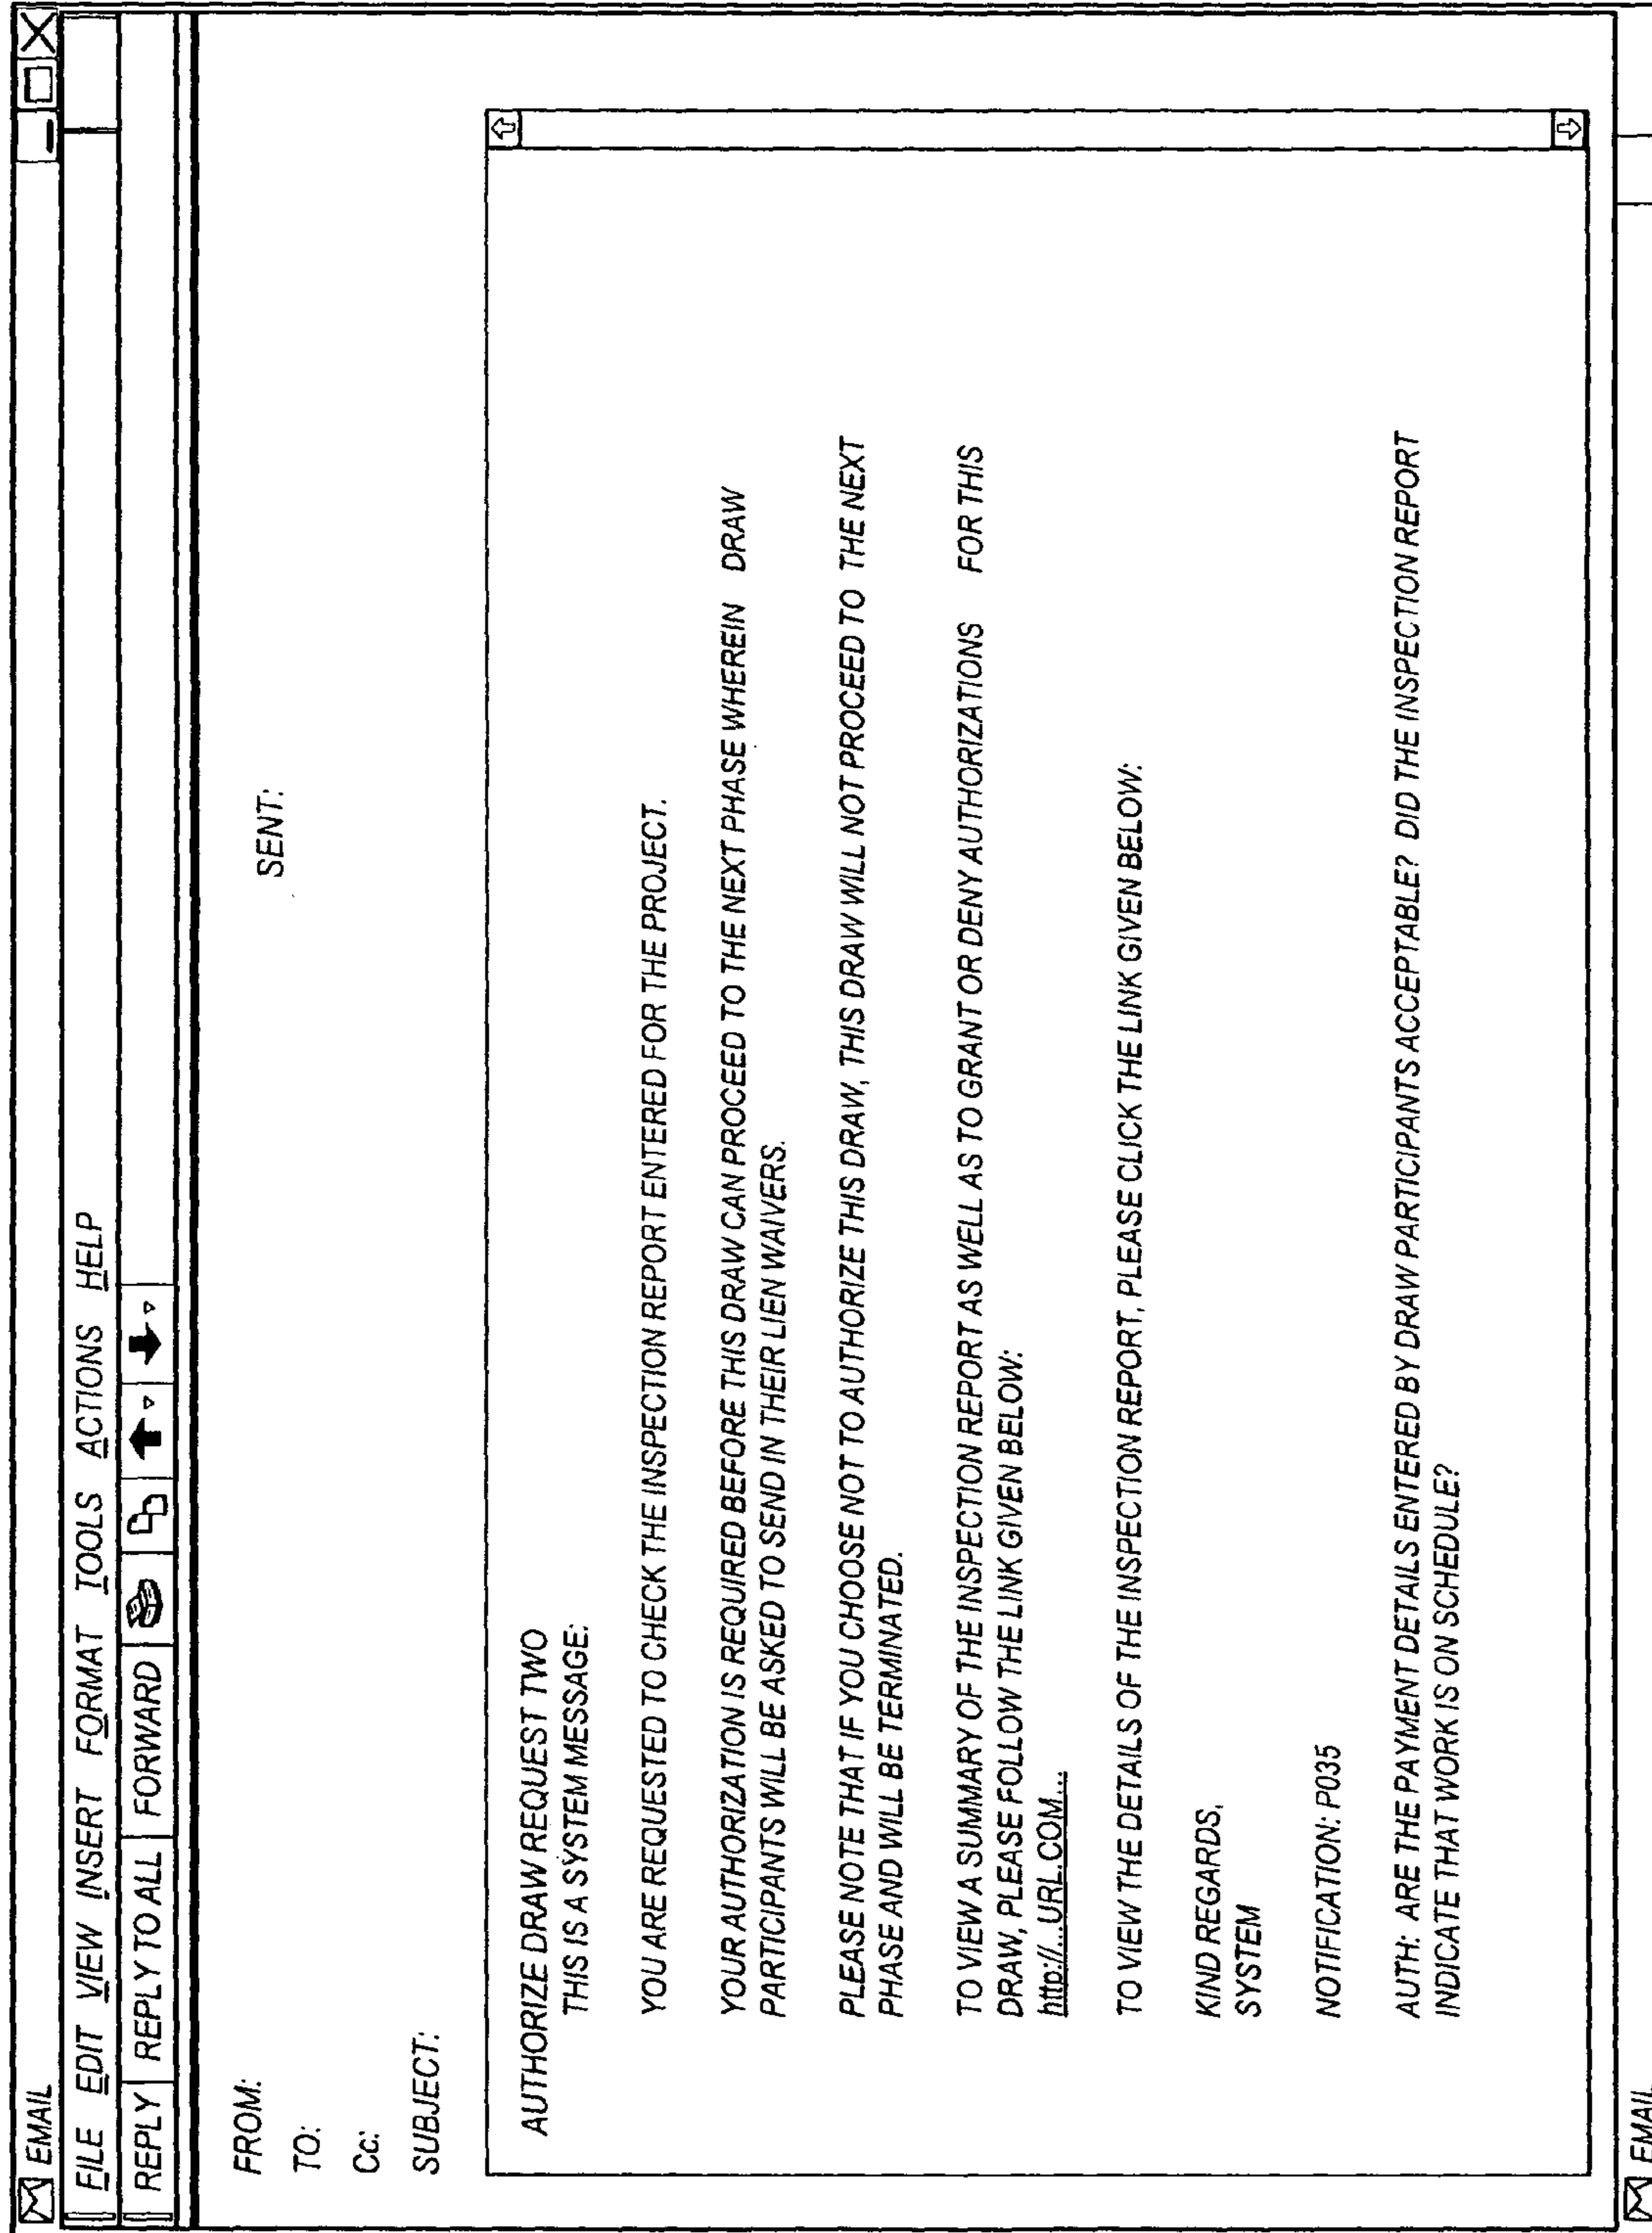 EMAIL
FILE EDIT VIEW INSERT FORMAT TOOLS ACTIONS HELP
REPLY REPLY TO ALL FORWARD
FROM:
SENT:
TO:
Cc:
SUBJECT:
AUTHORIZE DRAW REQUEST TWO
THIS IS A SYSTEM MESSAGE:
YOU ARE REQUESTED TO CHECK THE INSPECTION REPORT ENTERED FOR THE PROJECT.
YOUR AUTHORIZATION IS REQUIRED BEFORE THIS DRAW CAN PROCEED TO THE NEXT PHASE WHEREIN DRAW
PARTICIPANTS WILL BE ASKED TO SEND IN THEIR LIEN WAIVERS.
PLEASE NOTE THAT IF YOU CHOOSE NOT TO AUTHORIZE THIS DRAW, THIS DRAW WILL NOT PROCEED TO THE NEXT
PHASE AND WILL BE TERMINATED.
TO VIEW A SUMMARY OF THE INSPECTION REPORT AS WELL AS TO GRANT OR DENY AUTHORIZATIONS FOR THIS
DRAW, PLEASE FOLLOW THE LINK GIVEN BELOW:
http://...URL.COM...
TO VIEW THE DETAILS OF THE INSPECTION REPORT, PLEASE CLICK THE LINK GIVEN BELOW:
KIND REGARDS,
SYSTEM
NOTIFICATION: P035
AUTH: ARE THE PAYMENT DETAILS ENTERED BY DRAW PARTICIPANTS ACCEPTABLE? DID THE INSPECTION REPORT
INDICATE THAT WORK IS ON SCHEDULE?
EMAIL